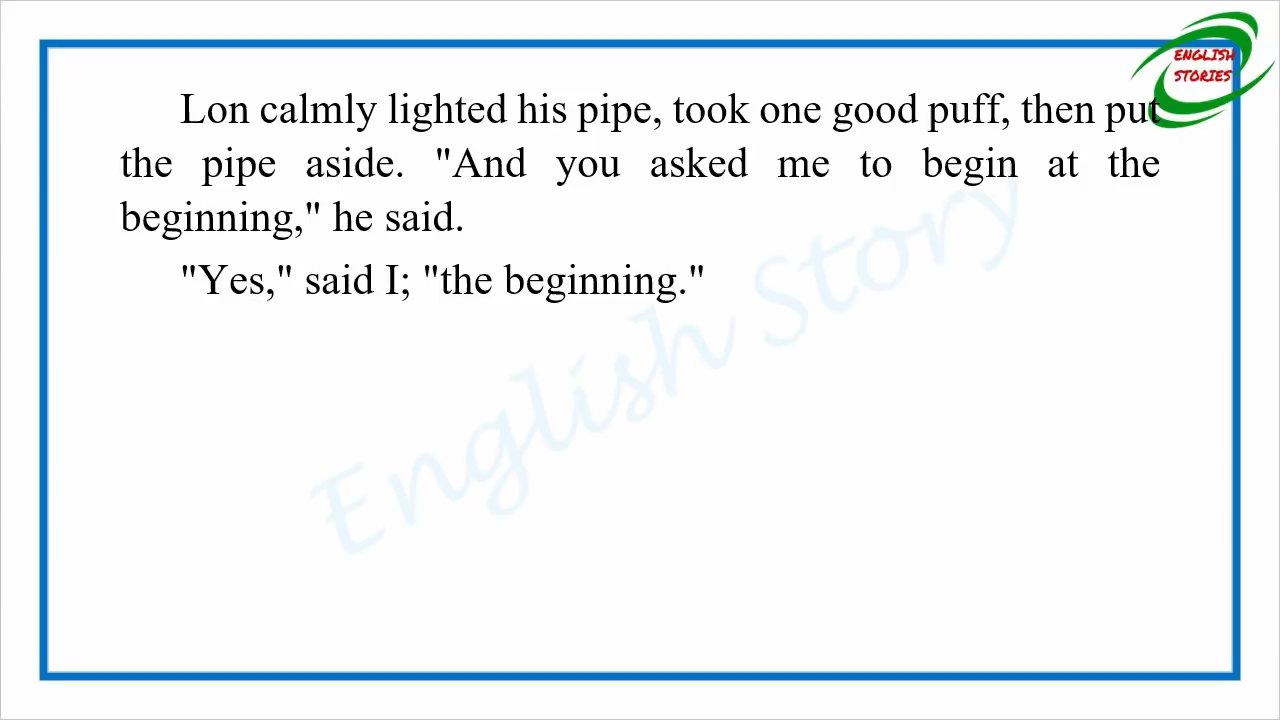 ENGLISH
STORIES
Lon calmly lighted his pipe, took one good puff, then put
the pipe aside. "And you asked me to begin at the
beginning," he said.
"Yes," said I; "the beginning."
English Story